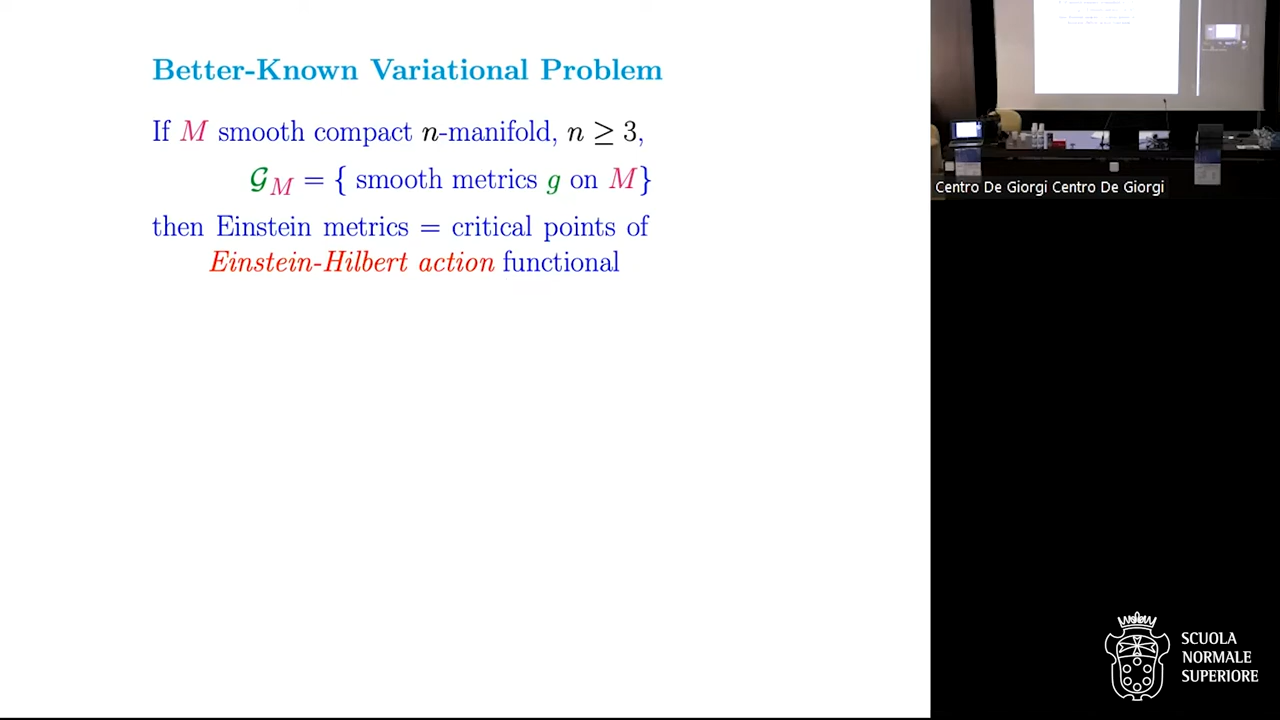 Better-Known Variational Problem
If M smooth compact n-manifold, n ≥ 3,
𝒢_M = { smooth metrics g on M}
then Einstein metrics = critical points of
Einstein-Hilbert action functional
Centro De Giorgi Centro De Giorgi
SCUOLA
NORMALE
SUPERIORE